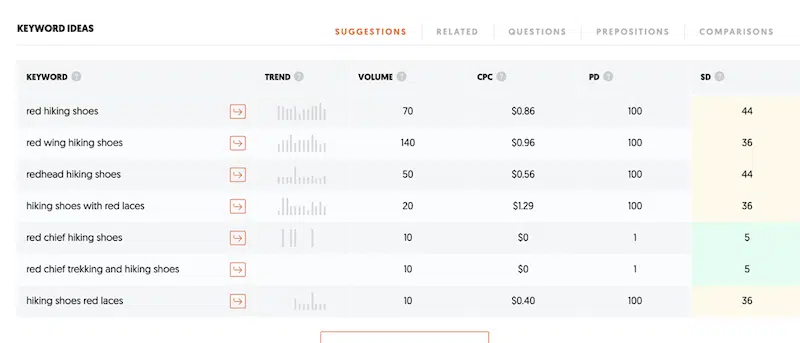 KEYWORD IDEAS SUGGESTIONS RELATED QUESTIONS PREPOSITIONS COMPARISONS
KEYWORD ? TREND ? VOLUME ? CPC ? PD ? SD ?
red hiking shoes 70 $0.86 100 44
red wing hiking shoes 140 $0.96 100 36
redhead hiking shoes 50 $0.56 100 44
hiking shoes with red laces 20 $1.29 100 36
red chief hiking shoes 10 $0 1 5
red chief trekking and hiking shoes 10 $0 1 5
hiking shoes red laces 10 $0.40 100 36